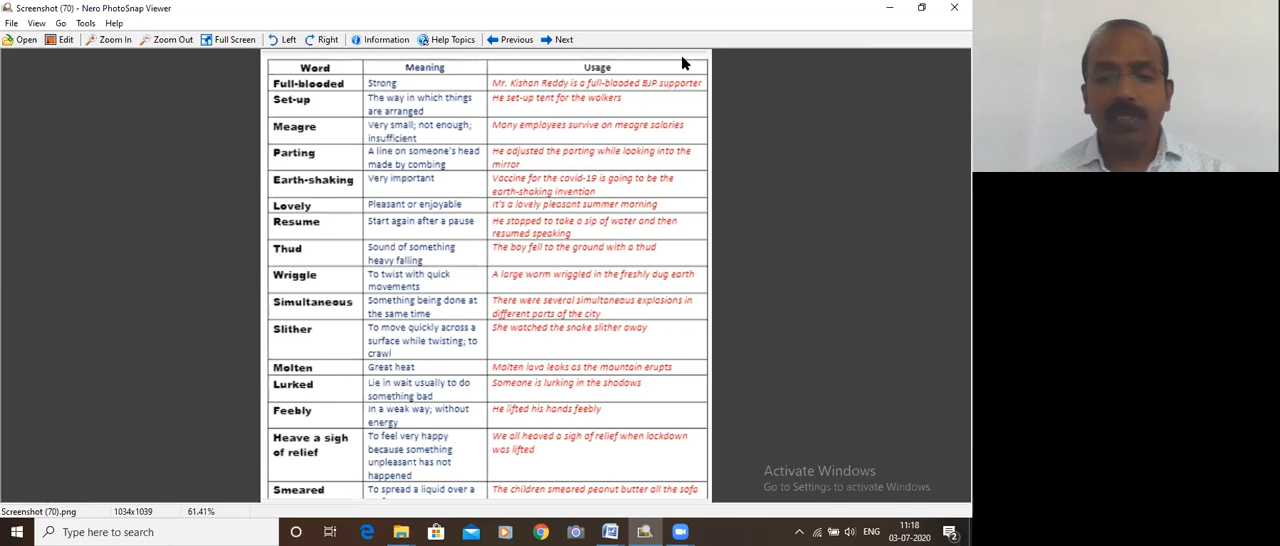 Screenshot (70) - Nero PhotoSnap Viewer
File View Go Tools Help
Open Edit Zoom In Zoom Out Full Screen Left Right Information Help Topics Previous Next
Word Meaning Usage
Full-blooded Strong Mr. Kishan Reddy is a full-blooded BJP supporter
Set-up The way in which things He set-up tent for the walkers
are arranged
Meagre Very small; not enough; Many employees survive on meagre salaries
insufficient
Parting A line on someone's head He adjusted the parting while looking into the
made by combing mirror
Earth-shaking Very important Vaccine for the covid-19 is going to be the
earth-shaking invention
Lovely Pleasant or enjoyable It's a lovely pleasant summer morning
Resume Start again after a pause He stopped to take a sip of water and then
resumed speaking
Thud Sound of something The boy fell to the ground with a thud
heavy falling
Wriggle To twist with quick A large warm wriggled in the freshly dug earth
movements
Simultaneous Something being done at There were several simultaneous explosions in
the same time different parts of the city
Slither To move quickly across a She watched the snake slither away
surface while twisting; to
crawl
Molten Great heat Molten lava leaks as the mountain erupts
Lurked Lie in wait usually to do Someone is lurking in the shadows
something bad
Feebly In a weak way; without He lifted his hands feebly
energy
Heave a sigh To feel very happy We all heaved a sigh of relief when lockdown
of relief because something was lifted
unpleasant has not
happened
Smeared To spread a liquid over a The children smeared peanut butter all the sofa
Activate Windows
Go to Settings to activate Windows.
Screenshot (70).png 1034x1039 61.41%
Type here to search
ENG
11:18
03-07-2020
2